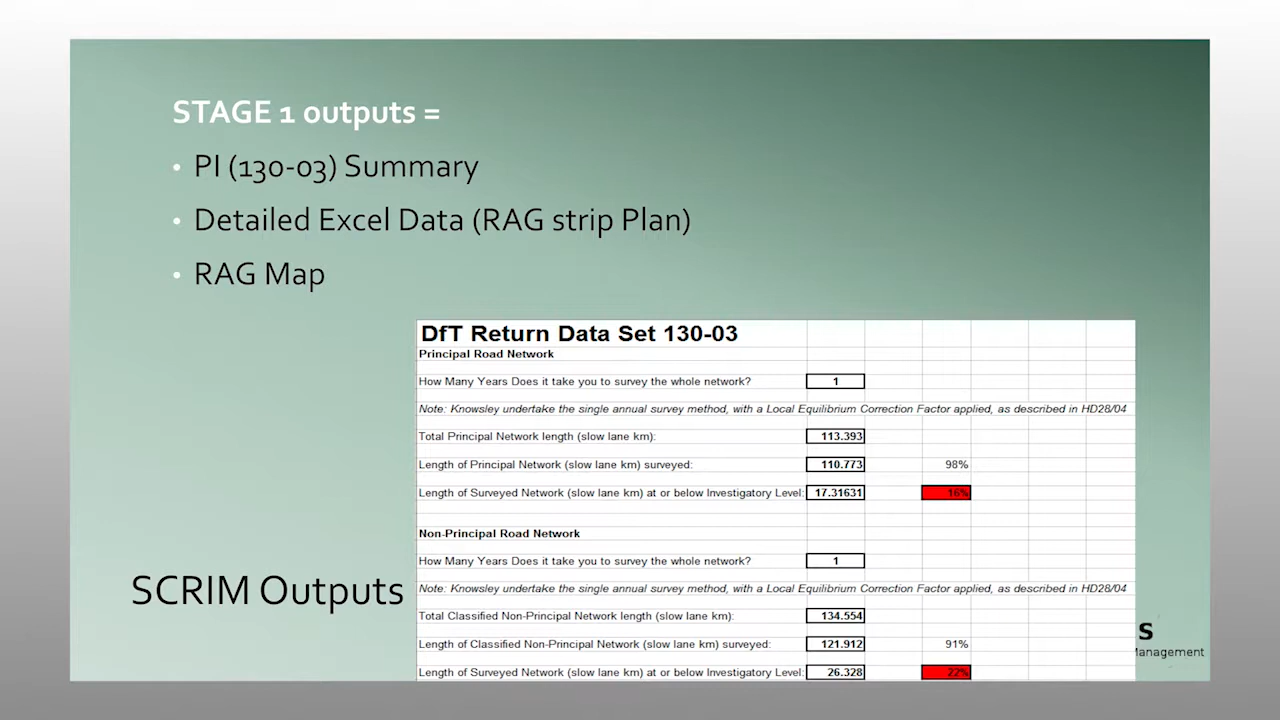 STAGE 1 outputs =
• PI (130-03) Summary
• Detailed Excel Data (RAG strip Plan)
• RAG Map
DfT Return Data Set 130-03
Principal Road Network
How Many Years Does it take you to survey the whole network? 1
Note: Knowsley undertake the single annual survey method, with a Local Equilibrium Correction Factor applied, as described in HD28/04
Total Principal Network length (slow lane km): 113.393
Length of Principal Network (slow lane km) surveyed: 110.773 98%
Length of Surveyed Network (slow lane km) at or below Investigatory Level: 17.31631 16%
Non-Principal Road Network
How Many Years Does it take you to survey the whole network? 1
Note: Knowsley undertake the single annual survey method, with a Local Equilibrium Correction Factor applied, as described in HD28/04
Total Classified Non-Principal Network length (slow lane km): 134.554
Length of Classified Non-Principal Network (slow lane km) surveyed: 121.912 91%
Length of Surveyed Network (slow lane km) at or below Investigatory Level: 26.328 22%
SCRIM Outputs
S
Management